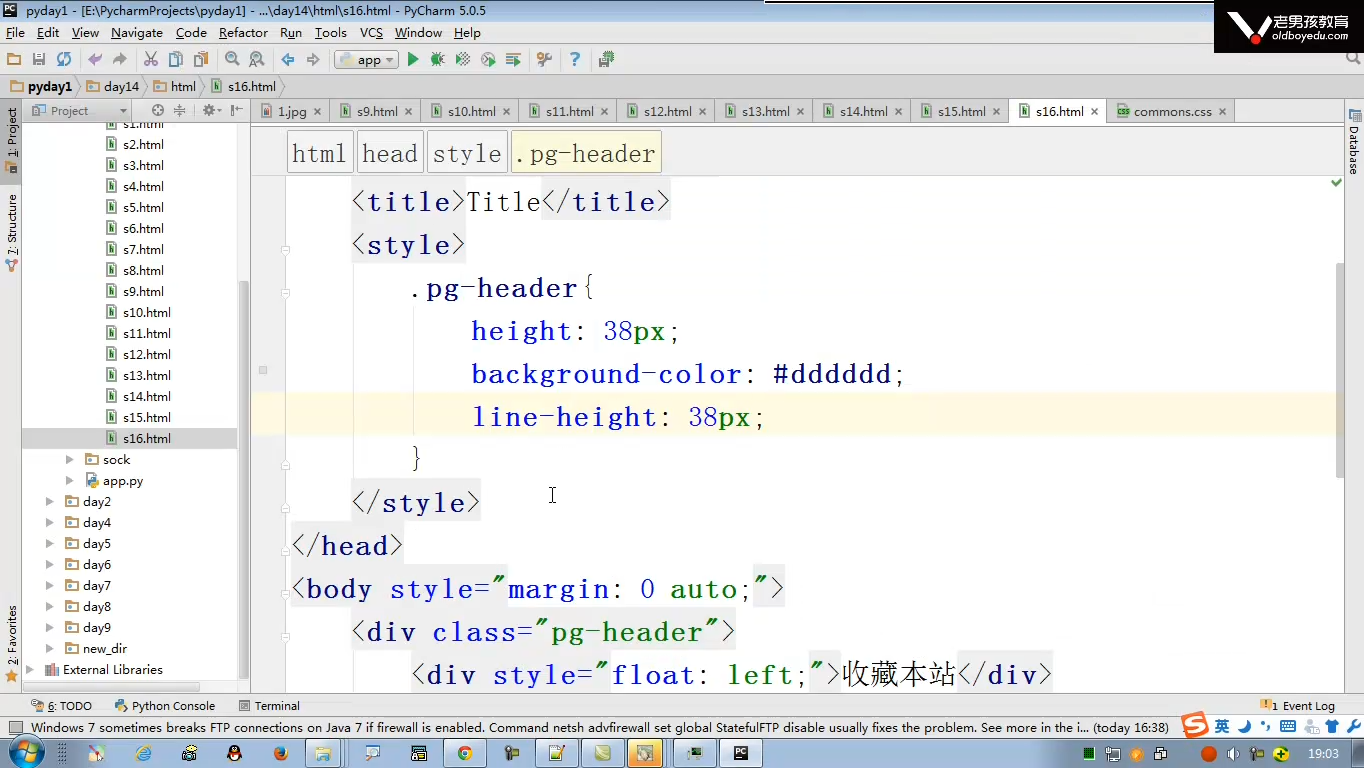 pyday1 - [E:\PycharmProjects\pyday1] - ...\day14\html\s16.html - PyCharm 5.0.5
老男孩教育
oldboyedu.com
File Edit View Navigate Code Refactor Run Tools VCS Window Help
app
pyday1 day14 html s16.html
Project
1.jpg s9.html s10.html s11.html s12.html s13.html s14.html s15.html s16.html commons.css
1: Project
7: Structure
2: Favorites
Database
s1.html
s2.html
s3.html
s4.html
s5.html
s6.html
s7.html
s8.html
s9.html
s10.html
s11.html
s12.html
s13.html
s14.html
s15.html
s16.html
sock
app.py
day2
day4
day5
day6
day7
day8
day9
new_dir
External Libraries
html head style .pg-header
<title>Title</title>
<style>
.pg-header{
height: 38px;
background-color: #dddddd;
line-height: 38px;
}
</style>
</head>
<body style="margin: 0 auto;">
<div class="pg-header">
<div style="float: left;">收藏本站</div>
6: TODO Python Console Terminal 1 Event Log
Windows 7 sometimes breaks FTP connections on Java 7 if firewall is enabled. Command netsh advfirewall set global StatefulFTP disable usually fixes the problem. See more in the i... (today 16:38)
英
19:03